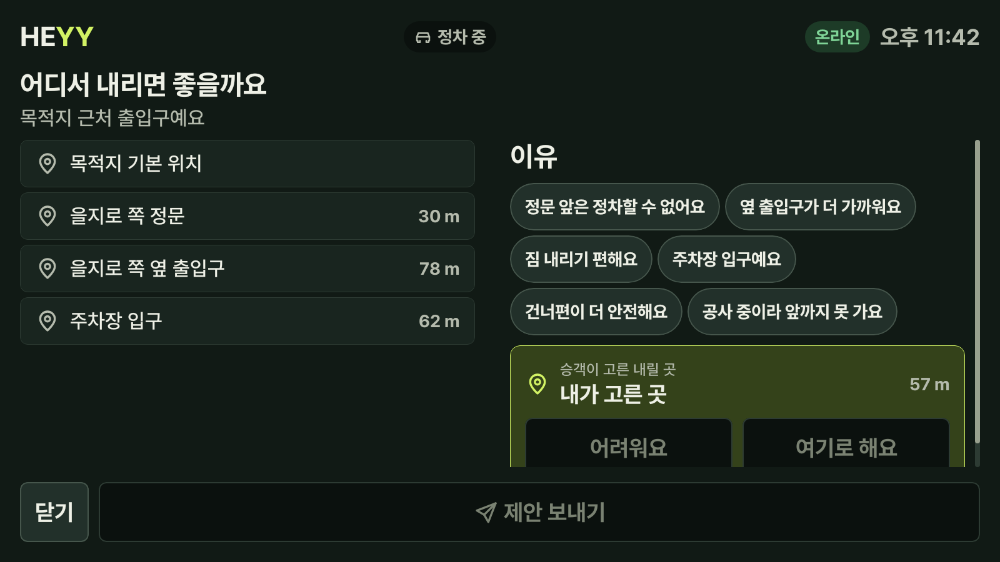 HEYY
정차 중
온라인
오후 11:42
어디서 내리면 좋을까요
목적지 근처 출입구예요
목적지 기본 위치
을지로 쪽 정문
30 m
을지로 쪽 옆 출입구
78 m
주차장 입구
62 m
이유
정문 앞은 정차할 수 없어요
옆 출입구가 더 가까워요
짐 내리기 편해요
주차장 입구예요
건너편이 더 안전해요
공사 중이라 앞까지 못 가요
승객이 고른 내릴 곳
내가 고른 곳
57 m
어려워요
여기로 해요
닫기
제안 보내기